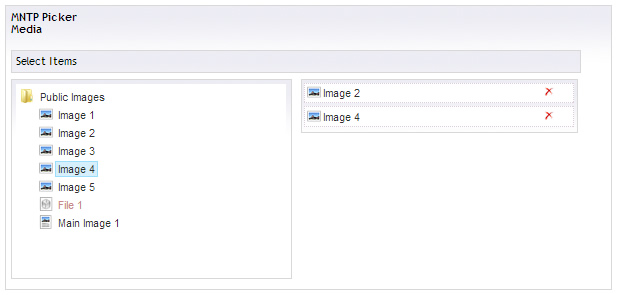 MNTP Picker
Media
Select Items
Public Images
Image 1
Image 2
Image 3
Image 4
Image 5
File 1
Main Image 1
Image 2
Image 4